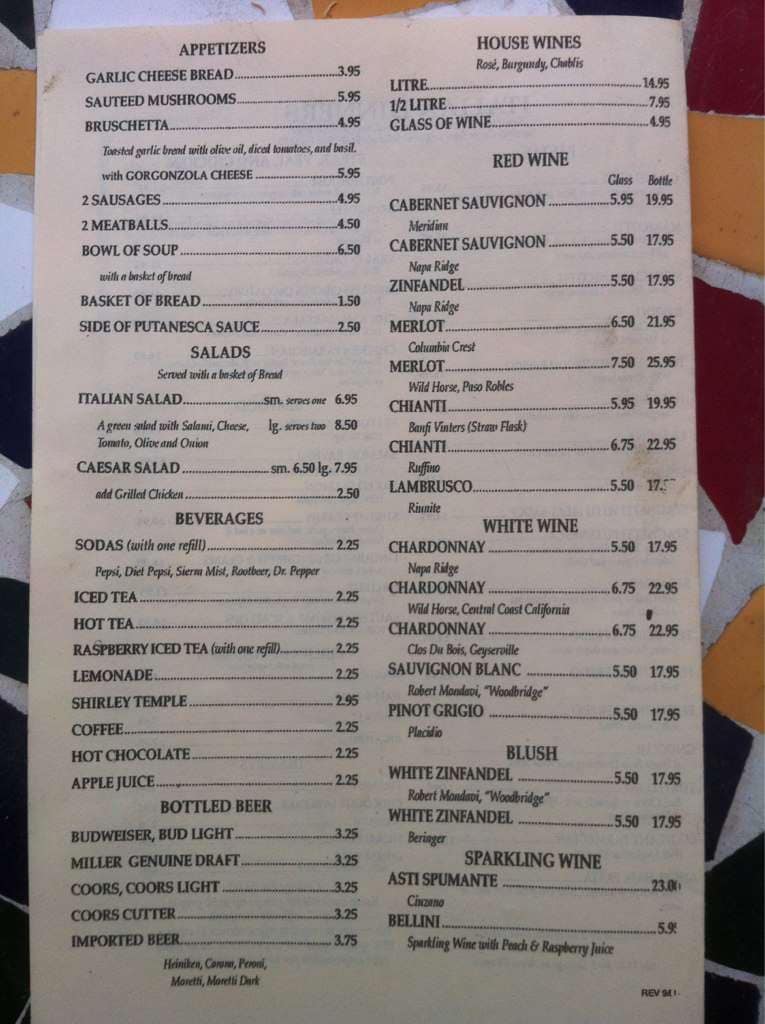 APPETIZERS
GARLIC CHEESE BREAD 3.95
SAUTEED MUSHROOMS 5.95
BRUSCHETTA 4.95
Toasted garlic bread with olive oil, diced tomatoes, and basil.
with GORGONZOLA CHEESE 5.95
2 SAUSAGES 4.95
2 MEATBALLS 4.50
BOWL OF SOUP 6.50
with a basket of bread
BASKET OF BREAD 1.50
SIDE OF PUTANESCA SAUCE 2.50
SALADS
Served with a basket of Bread
ITALIAN SALAD sm. serves one 6.95
A green salad with Salami, Cheese, lg. serves two 8.50
Tomato, Olive and Onion
CAESAR SALAD sm. 6.50 lg. 7.95
add Grilled Chicken 2.50
BEVERAGES
SODAS (with one refill) 2.25
Pepsi, Diet Pepsi, Sierra Mist, Rootbeer, Dr. Pepper
ICED TEA 2.25
HOT TEA 2.25
RASPBERRY ICED TEA (with one refill) 2.25
LEMONADE 2.25
SHIRLEY TEMPLE 2.95
COFFEE 2.25
HOT CHOCOLATE 2.25
APPLE JUICE 2.25
BOTTLED BEER
BUDWEISER, BUD LIGHT 3.25
MILLER GENUINE DRAFT 3.25
COORS, COORS LIGHT 3.25
COORS CUTTER 3.25
IMPORTED BEER 3.75
Heiniken, Corona, Peroni,
Moretti, Moretti Dark
HOUSE WINES
Rosé, Burgundy, Chablis
LITRE 14.95
1/2 LITRE 7.95
GLASS OF WINE 4.95
RED WINE
Glass Bottle
CABERNET SAUVIGNON 5.95 19.95
Meridian
CABERNET SAUVIGNON 5.50 17.95
Napa Ridge
ZINFANDEL 5.50 17.95
Napa Ridge
MERLOT 6.50 21.95
Columbia Crest
MERLOT 7.50 25.95
Wild Horse, Paso Robles
CHIANTI 5.95 19.95
Banfi Vinters (Straw Flask)
CHIANTI 6.75 22.95
Ruffino
LAMBRUSCO 5.50
Riunite
WHITE WINE
CHARDONNAY 5.50 17.95
Napa Ridge
CHARDONNAY 6.75 22.95
Wild Horse, Central Coast California
CHARDONNAY 6.75 22.95
Clos Du Bois, Geyserville
SAUVIGNON BLANC 5.50 17.95
Robert Mondavi, "Woodbridge"
PINOT GRIGIO 5.50 17.95
Placidio
BLUSH
WHITE ZINFANDEL 5.50 17.95
Robert Mondavi, "Woodbridge"
WHITE ZINFANDEL 5.50 17.95
Beringer
SPARKLING WINE
ASTI SPUMANTE 23.00
Cinzano
BELLINI
Sparkling Wine with Peach & Raspberry Juice
REV